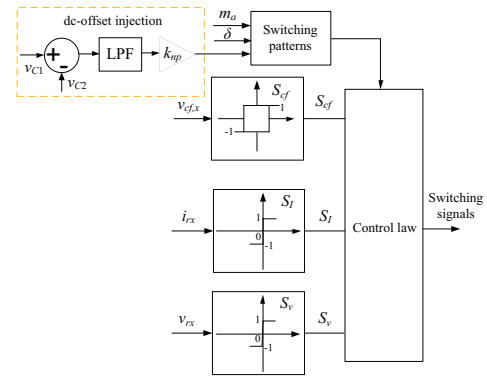 dc-offset injection
m_a
δ
Switching
patterns
LPF
k_np
v_C1
v_C2
S_cf
1
-1
v_cf,x
S_cf
S_I
1
0
-1
i_rx
S_I
Control law
Switching
signals
S_v
1
0
-1
v_rx
S_v